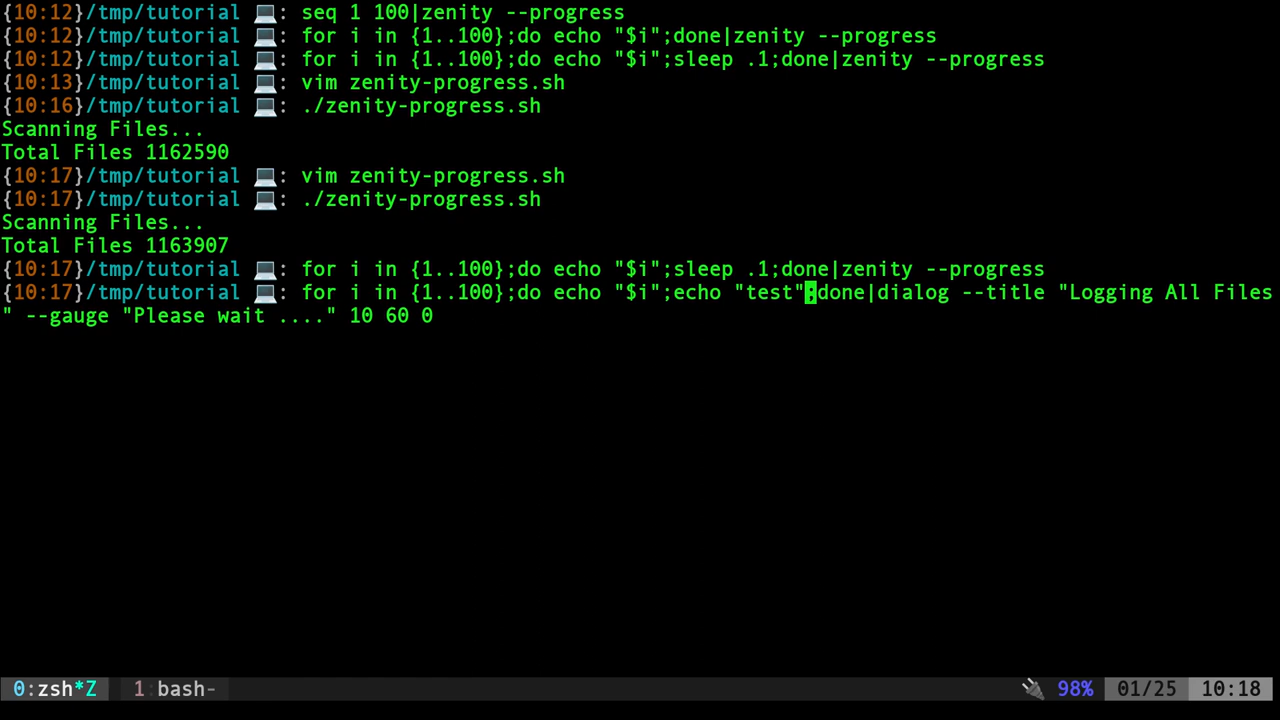 {10:12}/tmp/tutorial 💻: seq 1 100|zenity --progress
{10:12}/tmp/tutorial 💻: for i in {1..100};do echo "$i";done|zenity --progress
{10:12}/tmp/tutorial 💻: for i in {1..100};do echo "$i";sleep .1;done|zenity --progress
{10:13}/tmp/tutorial 💻: vim zenity-progress.sh
{10:16}/tmp/tutorial 💻: ./zenity-progress.sh
Scanning Files...
Total Files 1162590
{10:17}/tmp/tutorial 💻: vim zenity-progress.sh
{10:17}/tmp/tutorial 💻: ./zenity-progress.sh
Scanning Files...
Total Files 1163907
{10:17}/tmp/tutorial 💻: for i in {1..100};do echo "$i";sleep .1;done|zenity --progress
{10:17}/tmp/tutorial 💻: for i in {1..100};do echo "$i";echo "test";done|dialog --title "Logging All Files
" --gauge "Please wait ...." 10 60 0
0:zsh*Z 1:bash- 🔌 98% 01/25 10:18